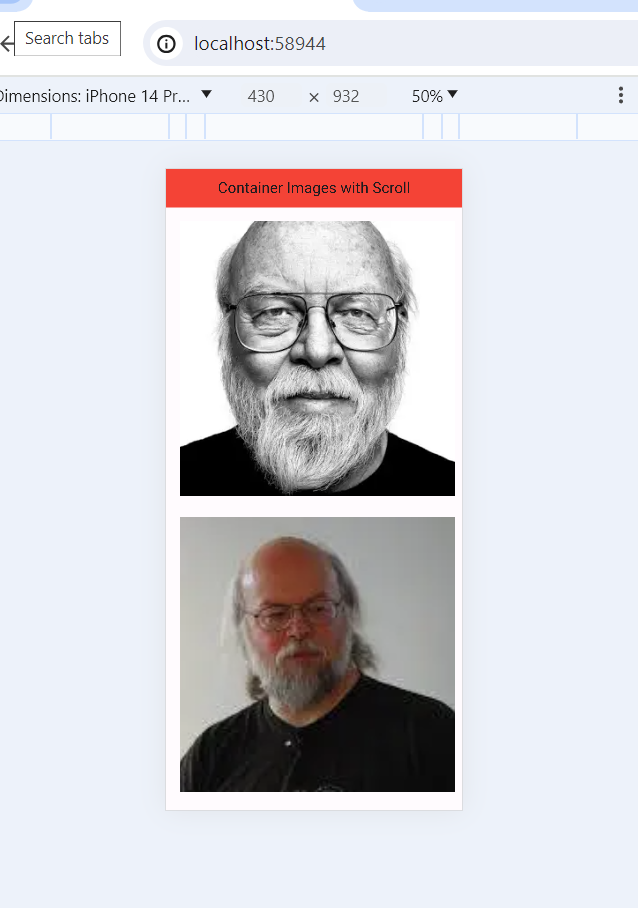 Search tabs
localhost:58944
Dimensions: iPhone 14 Pr... 430 × 932 50%
Container Images with Scroll